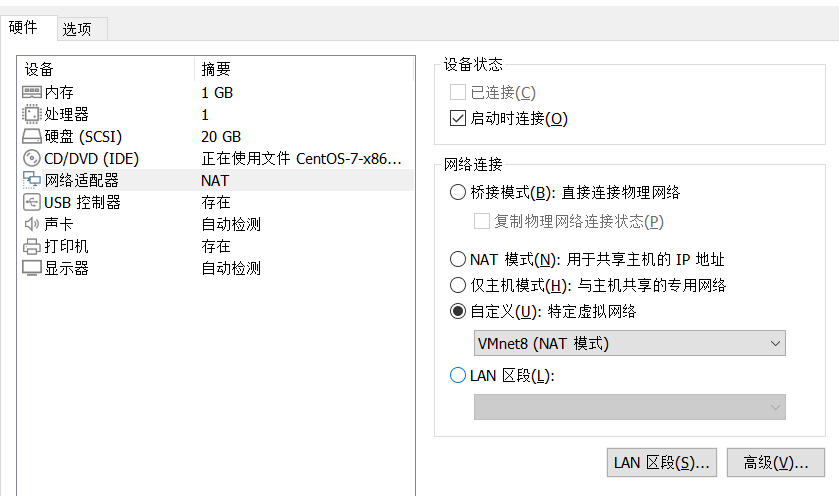 硬件 选项
设备 摘要
内存 1 GB
处理器 1
硬盘 (SCSI) 20 GB
CD/DVD (IDE) 正在使用文件 CentOS-7-x86...
网络适配器 NAT
USB 控制器 存在
声卡 自动检测
打印机 存在
显示器 自动检测
设备状态
已连接(C)
启动时连接(O)
网络连接
桥接模式(B): 直接连接物理网络
复制物理网络连接状态(P)
NAT 模式(N): 用于共享主机的 IP 地址
仅主机模式(H): 与主机共享的专用网络
自定义(U): 特定虚拟网络
VMnet8 (NAT 模式)
LAN 区段(L):
LAN 区段(S)... 高级(V)...